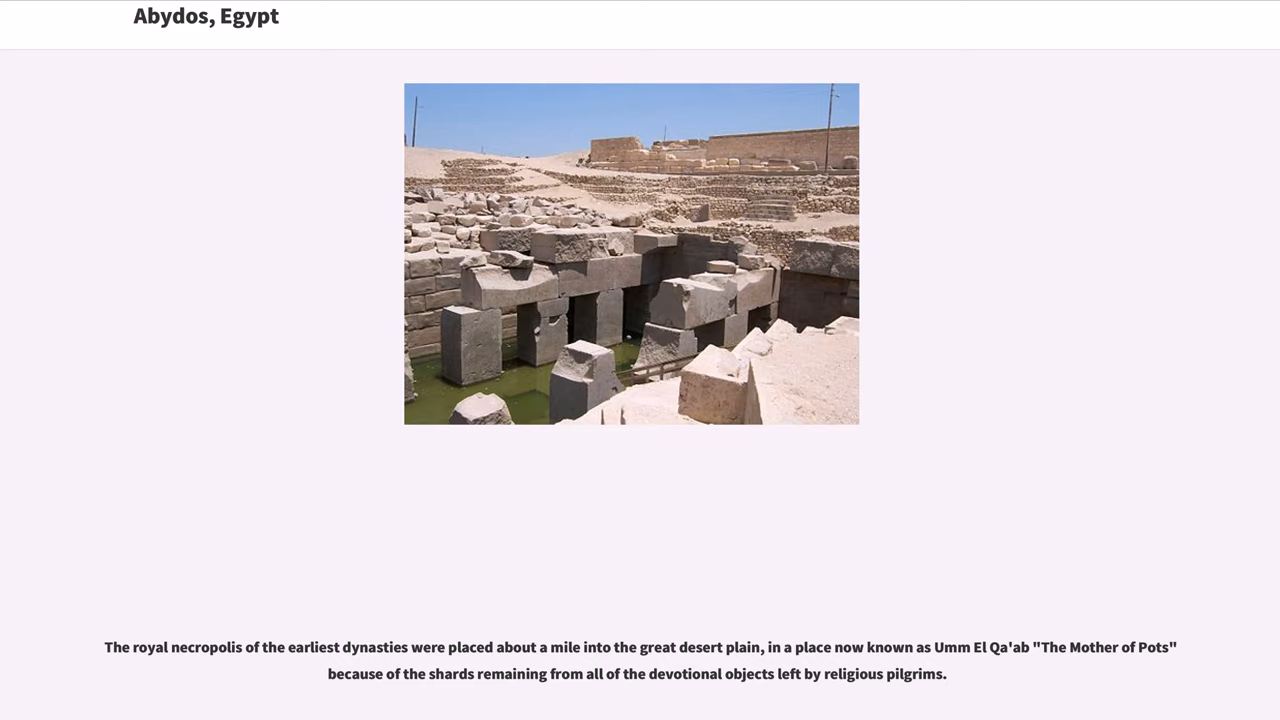 Abydos, Egypt
The royal necropolis of the earliest dynasties were placed about a mile into the great desert plain, in a place now known as Umm El Qa'ab "The Mother of Pots"
because of the shards remaining from all of the devotional objects left by religious pilgrims.